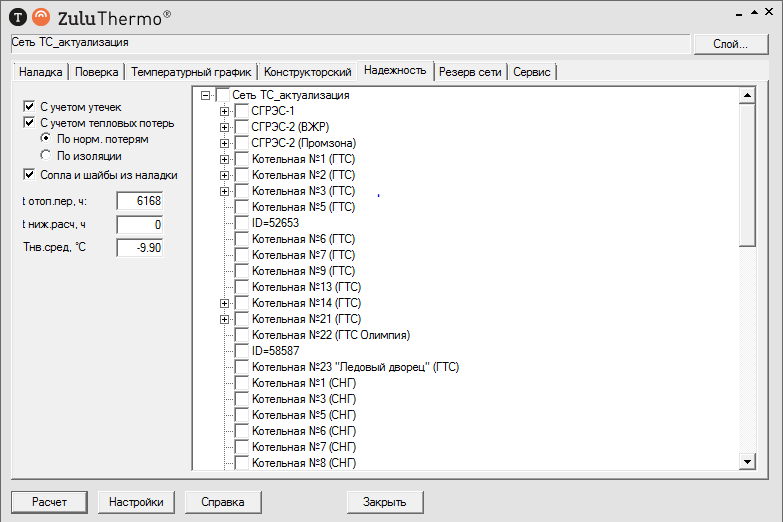 T ZuluThermo®
Сеть ТС_актуализация
Слой...
Наладка Поверка Температурный график Конструкторский Надежность Резерв сети Сервис
С учетом утечек
С учетом тепловых потерь
По норм. потерям
По изоляции
Сопла и шайбы из наладки
t отоп.пер, ч: 6168
t ниж.расч, ч 0
Тнв.сред, °С -9.90
Сеть ТС_актуализация
СГРЭС-1
СГРЭС-2 (ВЖР)
СГРЭС-2 (Промзона)
Котельная №1 (ГТС)
Котельная №2 (ГТС)
Котельная №3 (ГТС)
Котельная №5 (ГТС)
ID=52653
Котельная №6 (ГТС)
Котельная №7 (ГТС)
Котельная №9 (ГТС)
Котельная №13 (ГТС)
Котельная №14 (ГТС)
Котельная №21 (ГТС)
Котельная №22 (ГТС Олимпия)
ID=58587
Котельная №23 "Ледовый дворец" (ГТС)
Котельная №1 (СНГ)
Котельная №3 (СНГ)
Котельная №5 (СНГ)
Котельная №6 (СНГ)
Котельная №7 (СНГ)
Котельная №8 (СНГ)
Расчет Настройки Справка Закрыть